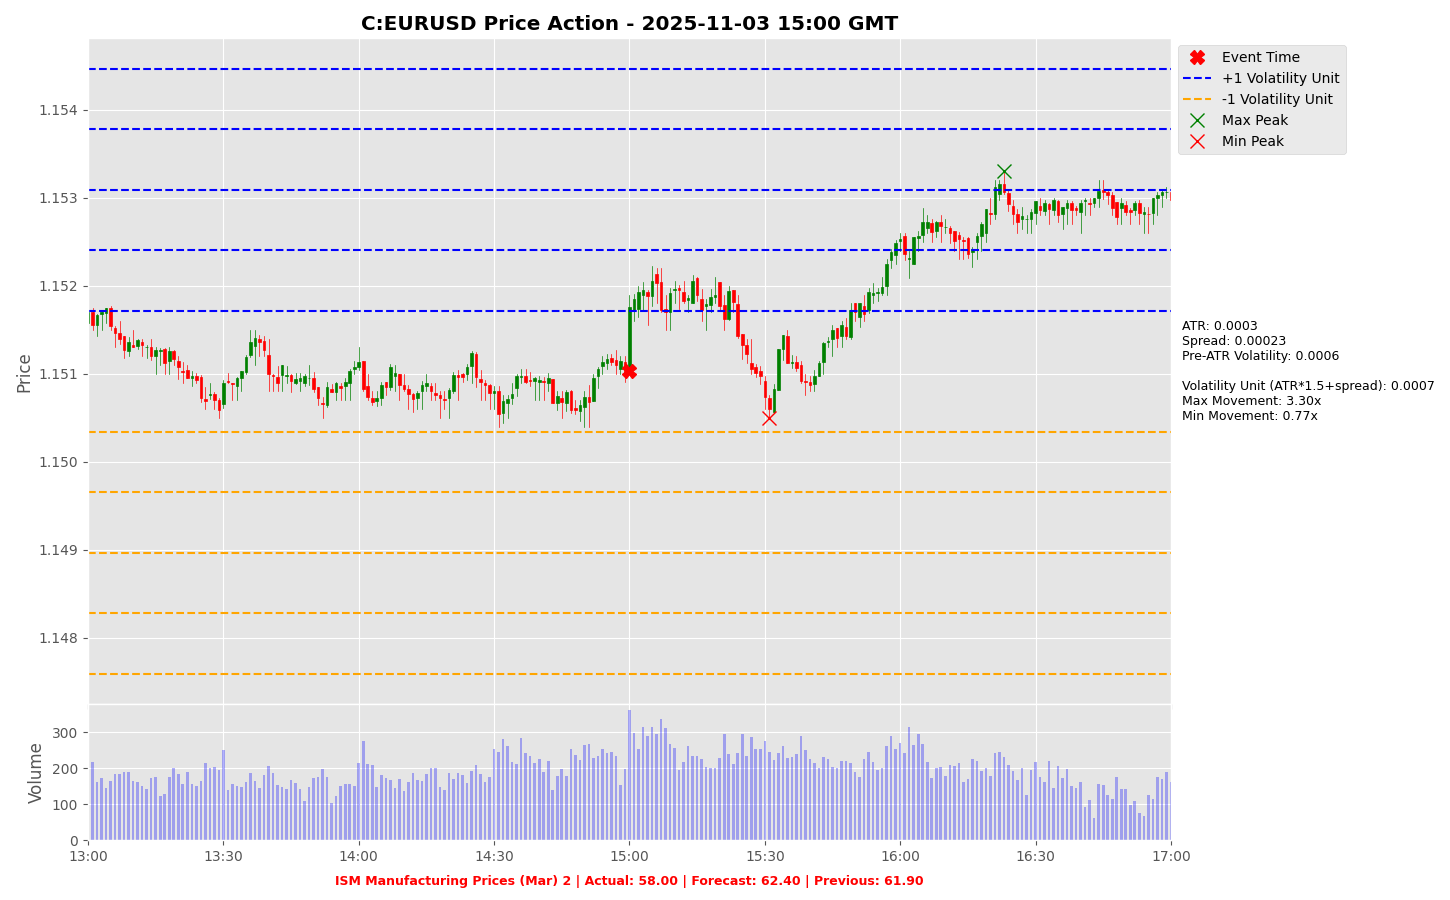 C:EURUSD Price Action - 2025-11-03 15:00 GMT
Event Time
+1 Volatility Unit
-1 Volatility Unit
Max Peak
Min Peak
Price
1.154
1.153
1.152
1.151
1.150
1.149
1.148
ATR: 0.0003
Spread: 0.00023
Pre-ATR Volatility: 0.0006
Volatility Unit (ATR*1.5+spread): 0.0007
Max Movement: 3.30x
Min Movement: 0.77x
Volume
300
200
100
0
13:00 13:30 14:00 14:30 15:00 15:30 16:00 16:30 17:00
ISM Manufacturing Prices (Mar) 2 | Actual: 58.00 | Forecast: 62.40 | Previous: 61.90